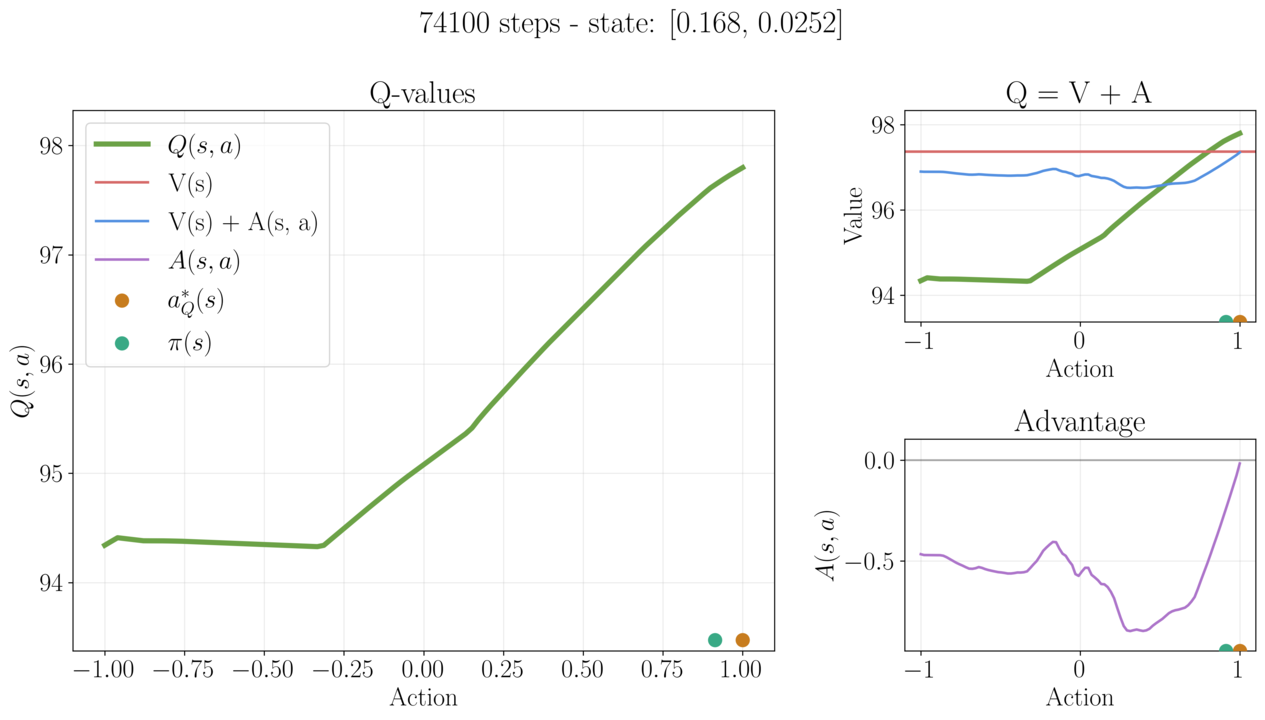 74100 steps - state: [0.168, 0.0252]
Q-values
Q(s, a)
V(s)
V(s) + A(s, a)
A(s, a)
a*Q(s)
π(s)
98
97
96
95
94
Q(s, a)
−1.00 −0.75 −0.50 −0.25 0.00 0.25 0.50 0.75 1.00
Action
Q = V + A
98
96
94
Value
−1 0 1
Action
Advantage
0.0
−0.5
A(s, a)
−1 0 1
Action